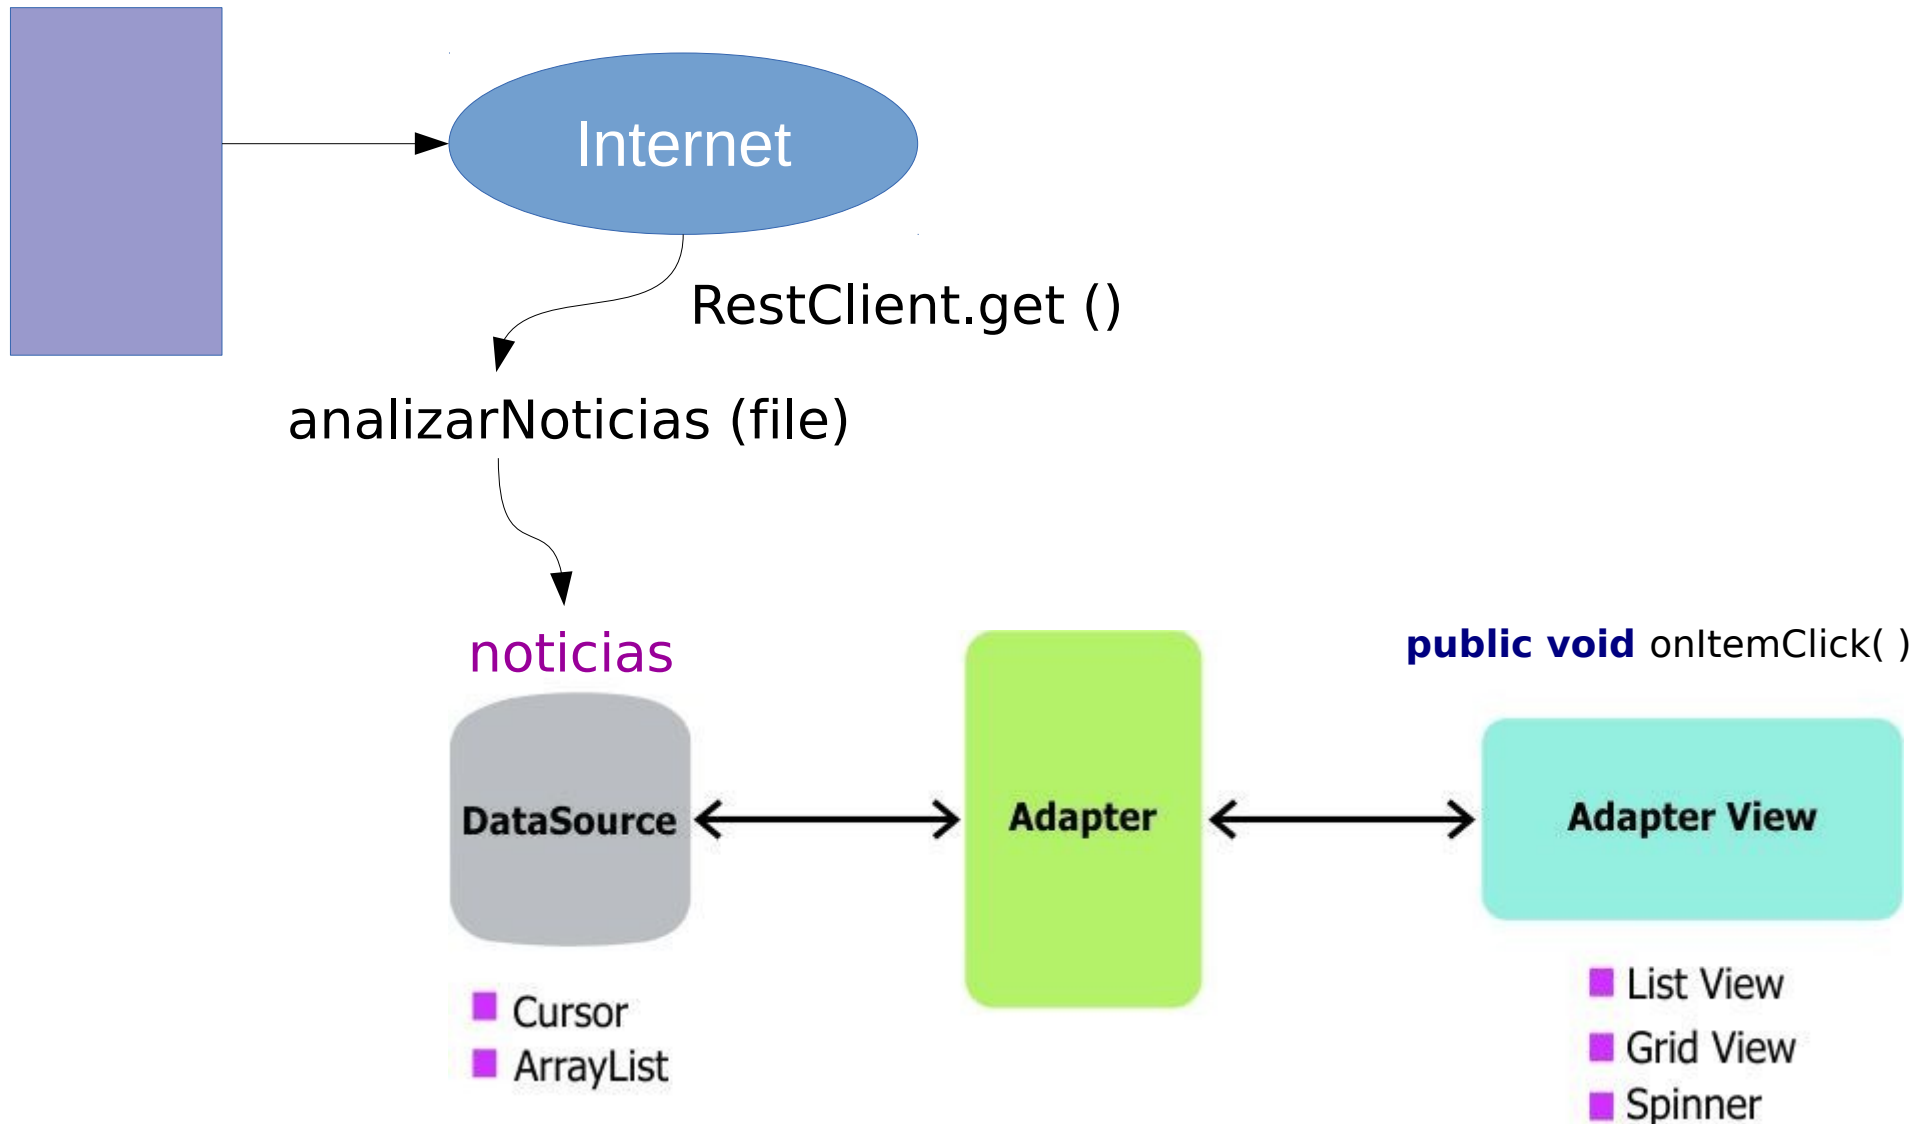 Internet
RestClient.get ()
analizarNoticias (file)
noticias
public void onItemClick( )
DataSource
Adapter
Adapter View
Cursor
ArrayList
List View
Grid View
Spinner